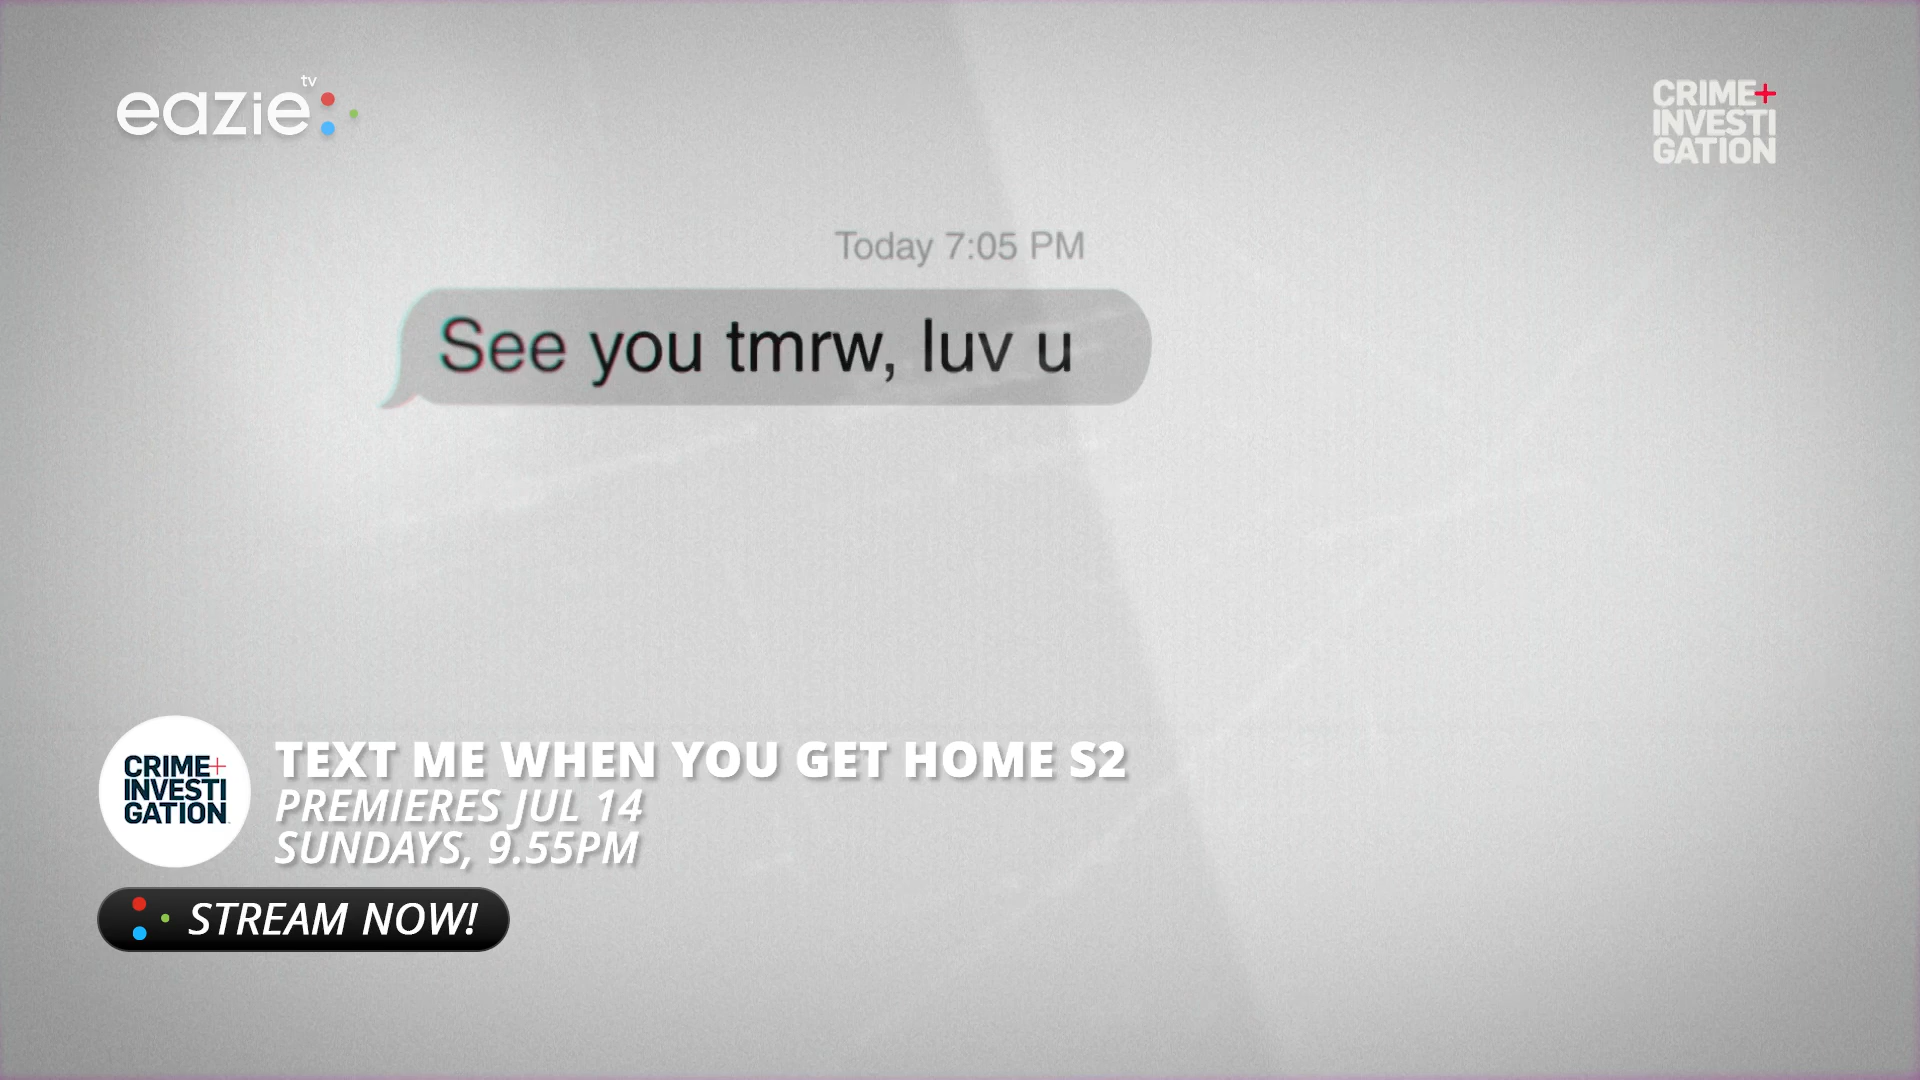 eazie tv
CRIME+
INVESTI
GATION
Today 7:05 PM
See you tmrw, luv u
CRIME+
INVESTI
GATION
TEXT ME WHEN YOU GET HOME S2
PREMIERES JUL 14
SUNDAYS, 9.55PM
STREAM NOW!